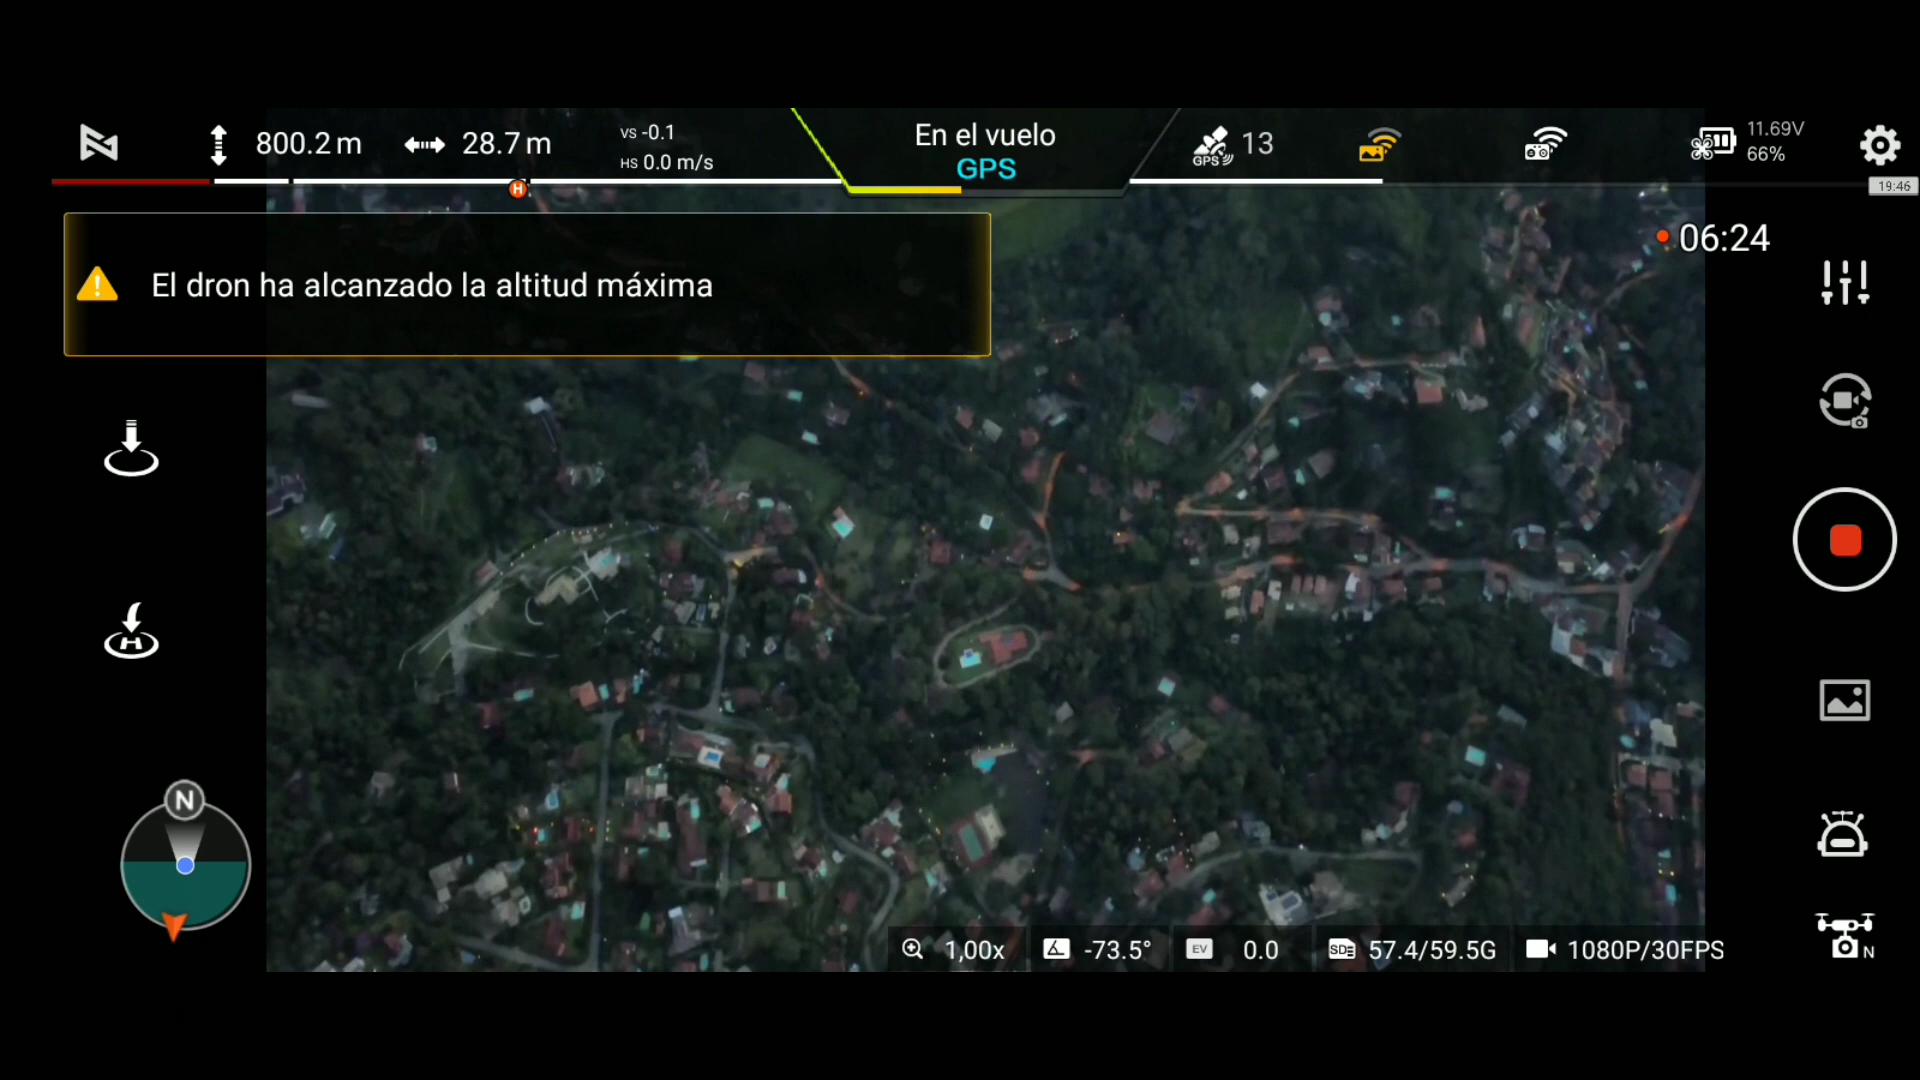 800.2 m
28.7 m
VS -0.1
HS 0.0 m/s
En el vuelo
GPS
GPS
13
11.69V
66%
19:46
H
El dron ha alcanzado la altitud máxima
06:24
H
N
1,00x
-73.5°
EV
0.0
SD
57.4/59.5G
1080P/30FPS
N